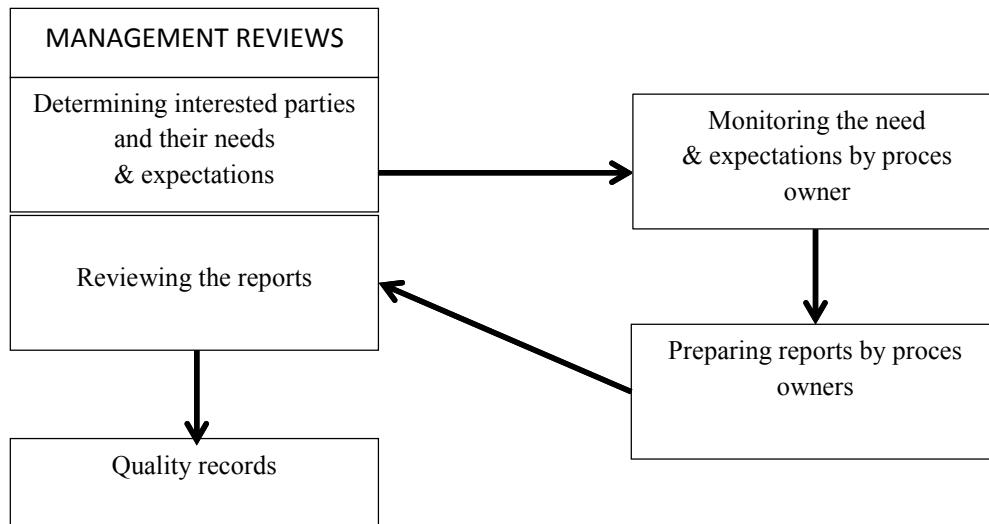 MANAGEMENT REVIEWS
Determining interested parties
and their needs
& expectations
Monitoring the need
& expectations by proces
owner
Reviewing the reports
Preparing reports by proces
owners
Quality records